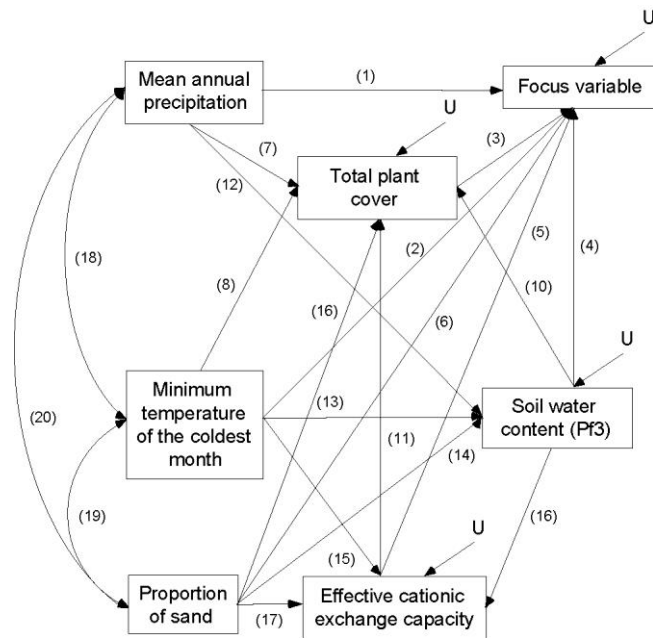 U
Mean annual
precipitation
(1)
Focus variable
U
(7)
(3)
(12)
Total plant
cover
(2)
(5)
(4)
(18)
(8)
(16)
(6)
(10)
U
Minimum
temperature
of the coldest
month
(13)
Soil water
content (Pf3)
(20)
(11)
(14)
(19)
(16)
U
(15)
Proportion
of sand
(17)
Effective cationic
exchange capacity